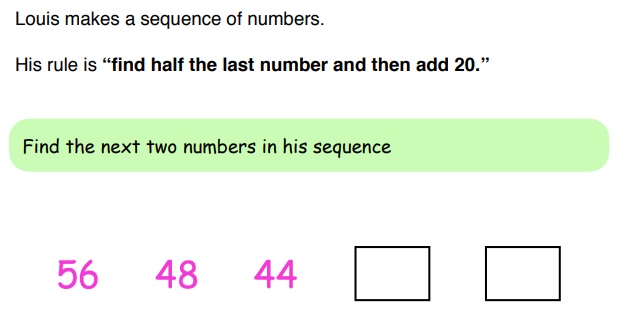 Louis makes a sequence of numbers.
His rule is “find half the last number and then add 20.”
Find the next two numbers in his sequence
56 48 44